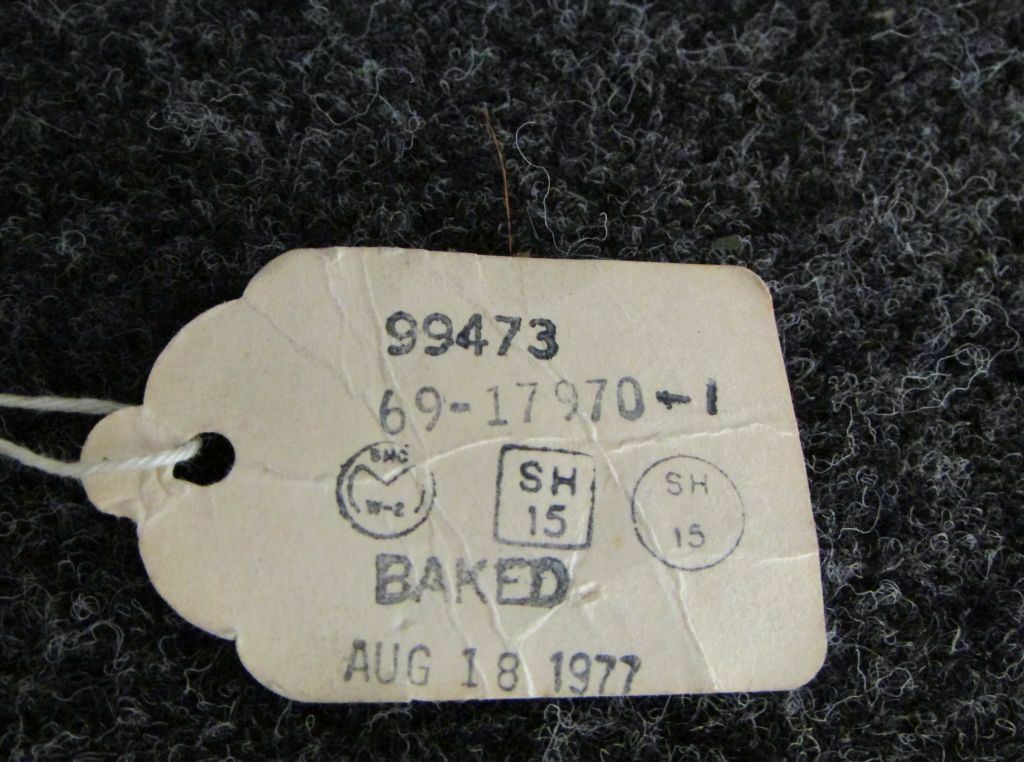 99473
69-17970-1
SMC
W-2
SH
15
SH
15
BAKED
AUG 18 1977